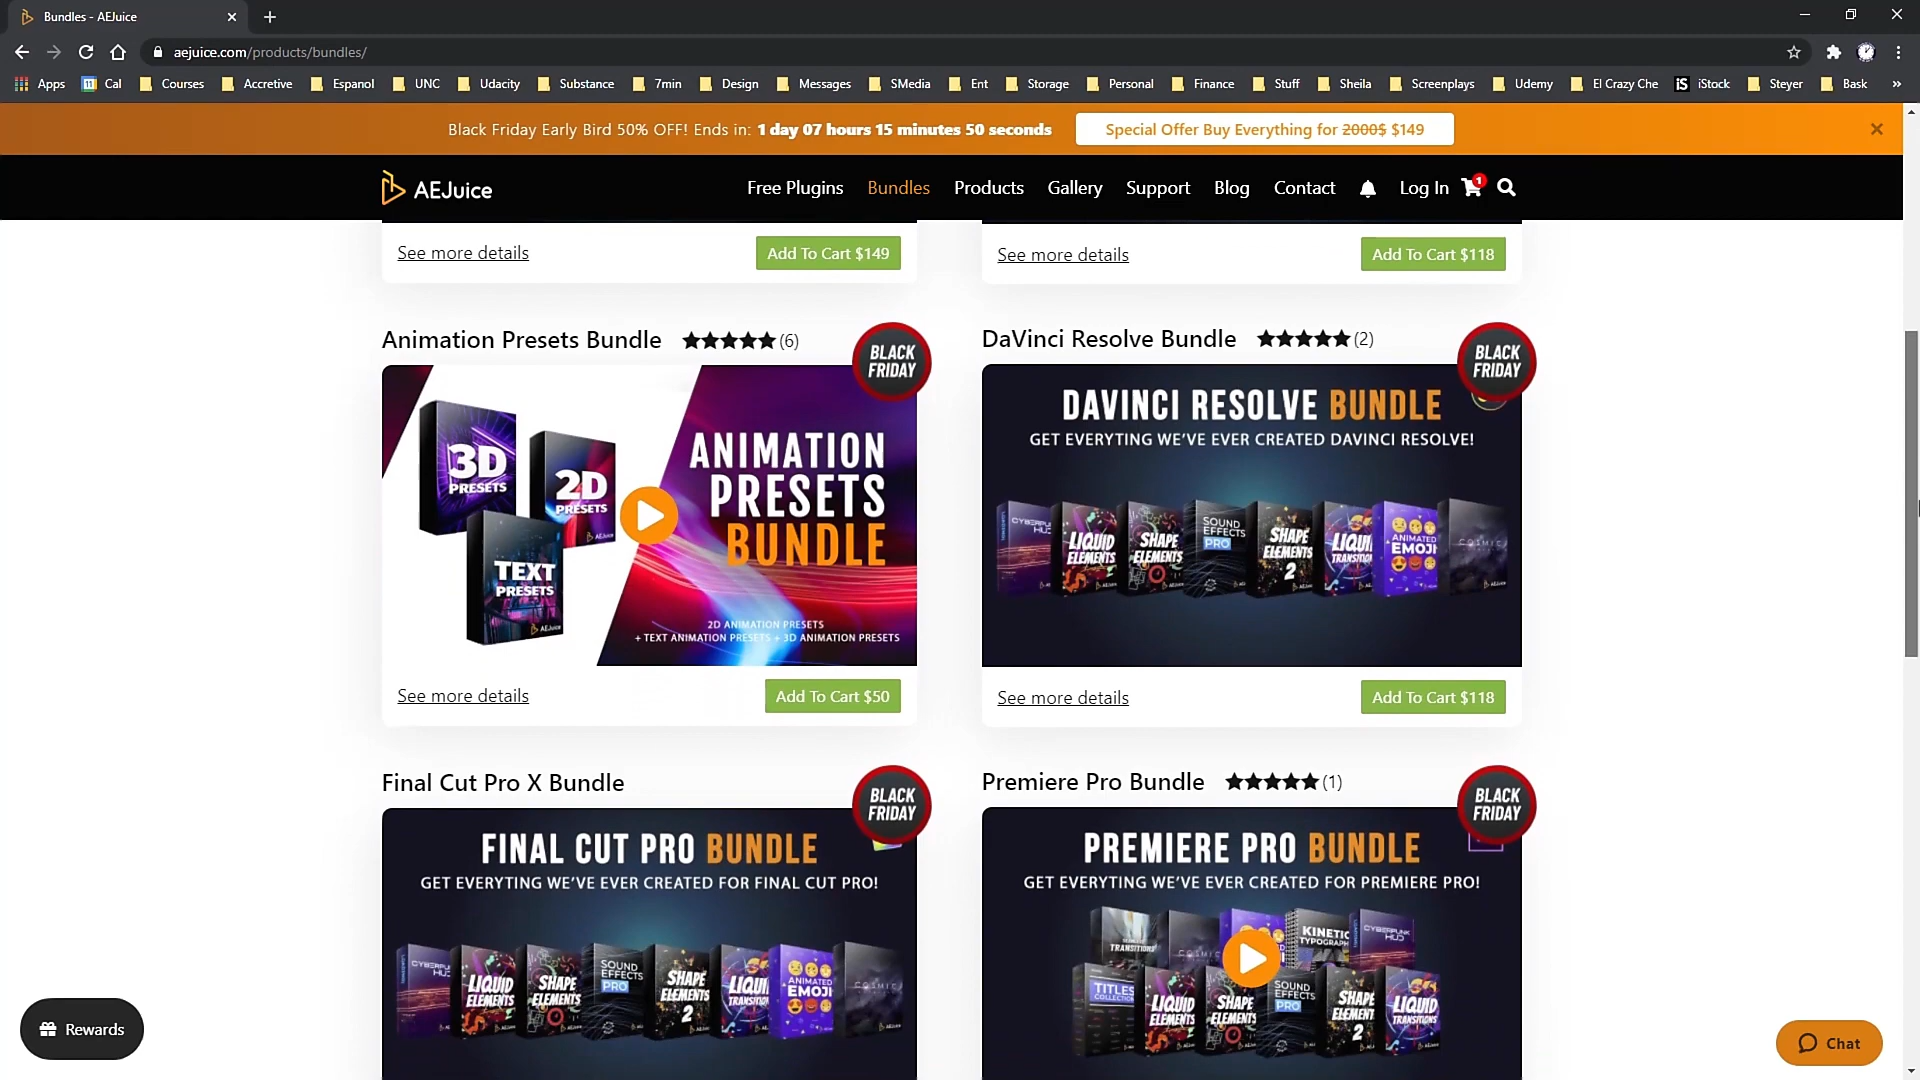 Bundles - AEJuice
aejuice.com/products/bundles/
Apps Cal Courses Accretive Espanol UNC Udacity Substance 7min Design Messages SMedia Ent Storage Personal Finance Stuff Sheila Screenplays Udemy El Crazy Che iS iStock Steyer Bask »
Black Friday Early Bird 50% OFF! Ends in: 1 day 07 hours 15 minutes 50 seconds
Special Offer Buy Everything for 2000$ $149
AEJuice
Free Plugins Bundles Products Gallery Support Blog Contact Log In 1
See more details Add To Cart $149
See more details Add To Cart $118
Animation Presets Bundle (6)
BLACK
FRIDAY
3D
PRESETS
2D
PRESETS
TEXT
PRESETS
AEJuice
ANIMATION
PRESETS
BUNDLE
2D ANIMATION PRESETS
+ TEXT ANIMATION PRESETS + 3D ANIMATION PRESETS
See more details Add To Cart $50
DaVinci Resolve Bundle (2)
BLACK
FRIDAY
DAVINCI RESOLVE BUNDLE
GET EVERYTING WE'VE EVER CREATED DAVINCI RESOLVE!
LIQUID
ELEMENTS
SHAPE
ELEMENTS
SOUND
EFFECTS
PRO
SHAPE
ELEMENTS
2
ANIMATED
EMOJI
See more details Add To Cart $118
Final Cut Pro X Bundle
BLACK
FRIDAY
FINAL CUT PRO BUNDLE
GET EVERYTING WE'VE EVER CREATED FOR FINAL CUT PRO!
LIQUID
ELEMENTS
SHAPE
ELEMENTS
SOUND
EFFECTS
PRO
SHAPE
ELEMENTS
2
ANIMATED
EMOJI
Premiere Pro Bundle (1)
BLACK
FRIDAY
PREMIERE PRO BUNDLE
GET EVERYTING WE'VE EVER CREATED FOR PREMIERE PRO!
TRANSITIONS
KINETIC
CYBERPUNK
HUD
TITLES
LIQUID
ELEMENTS
SHAPE
ELEMENTS
SOUND
EFFECTS
PRO
2
LIQUID
TRANSITIONS
Rewards
Chat